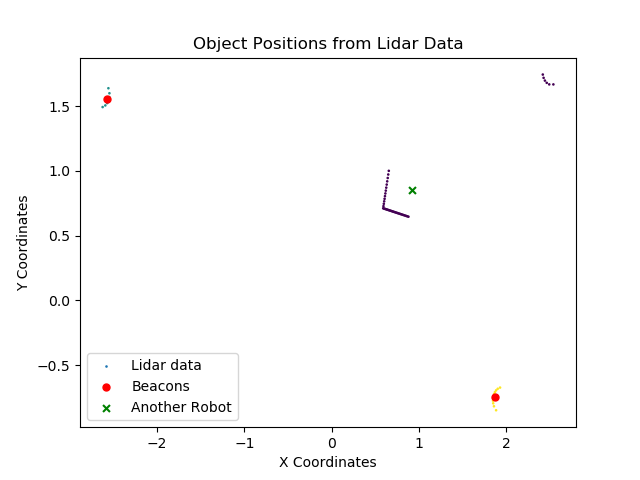 Object Positions from Lidar Data
1.5
1.0
0.5
0.0
−0.5
Y Coordinates
Lidar data
Beacons
Another Robot
−2
−1
0
1
2
X Coordinates